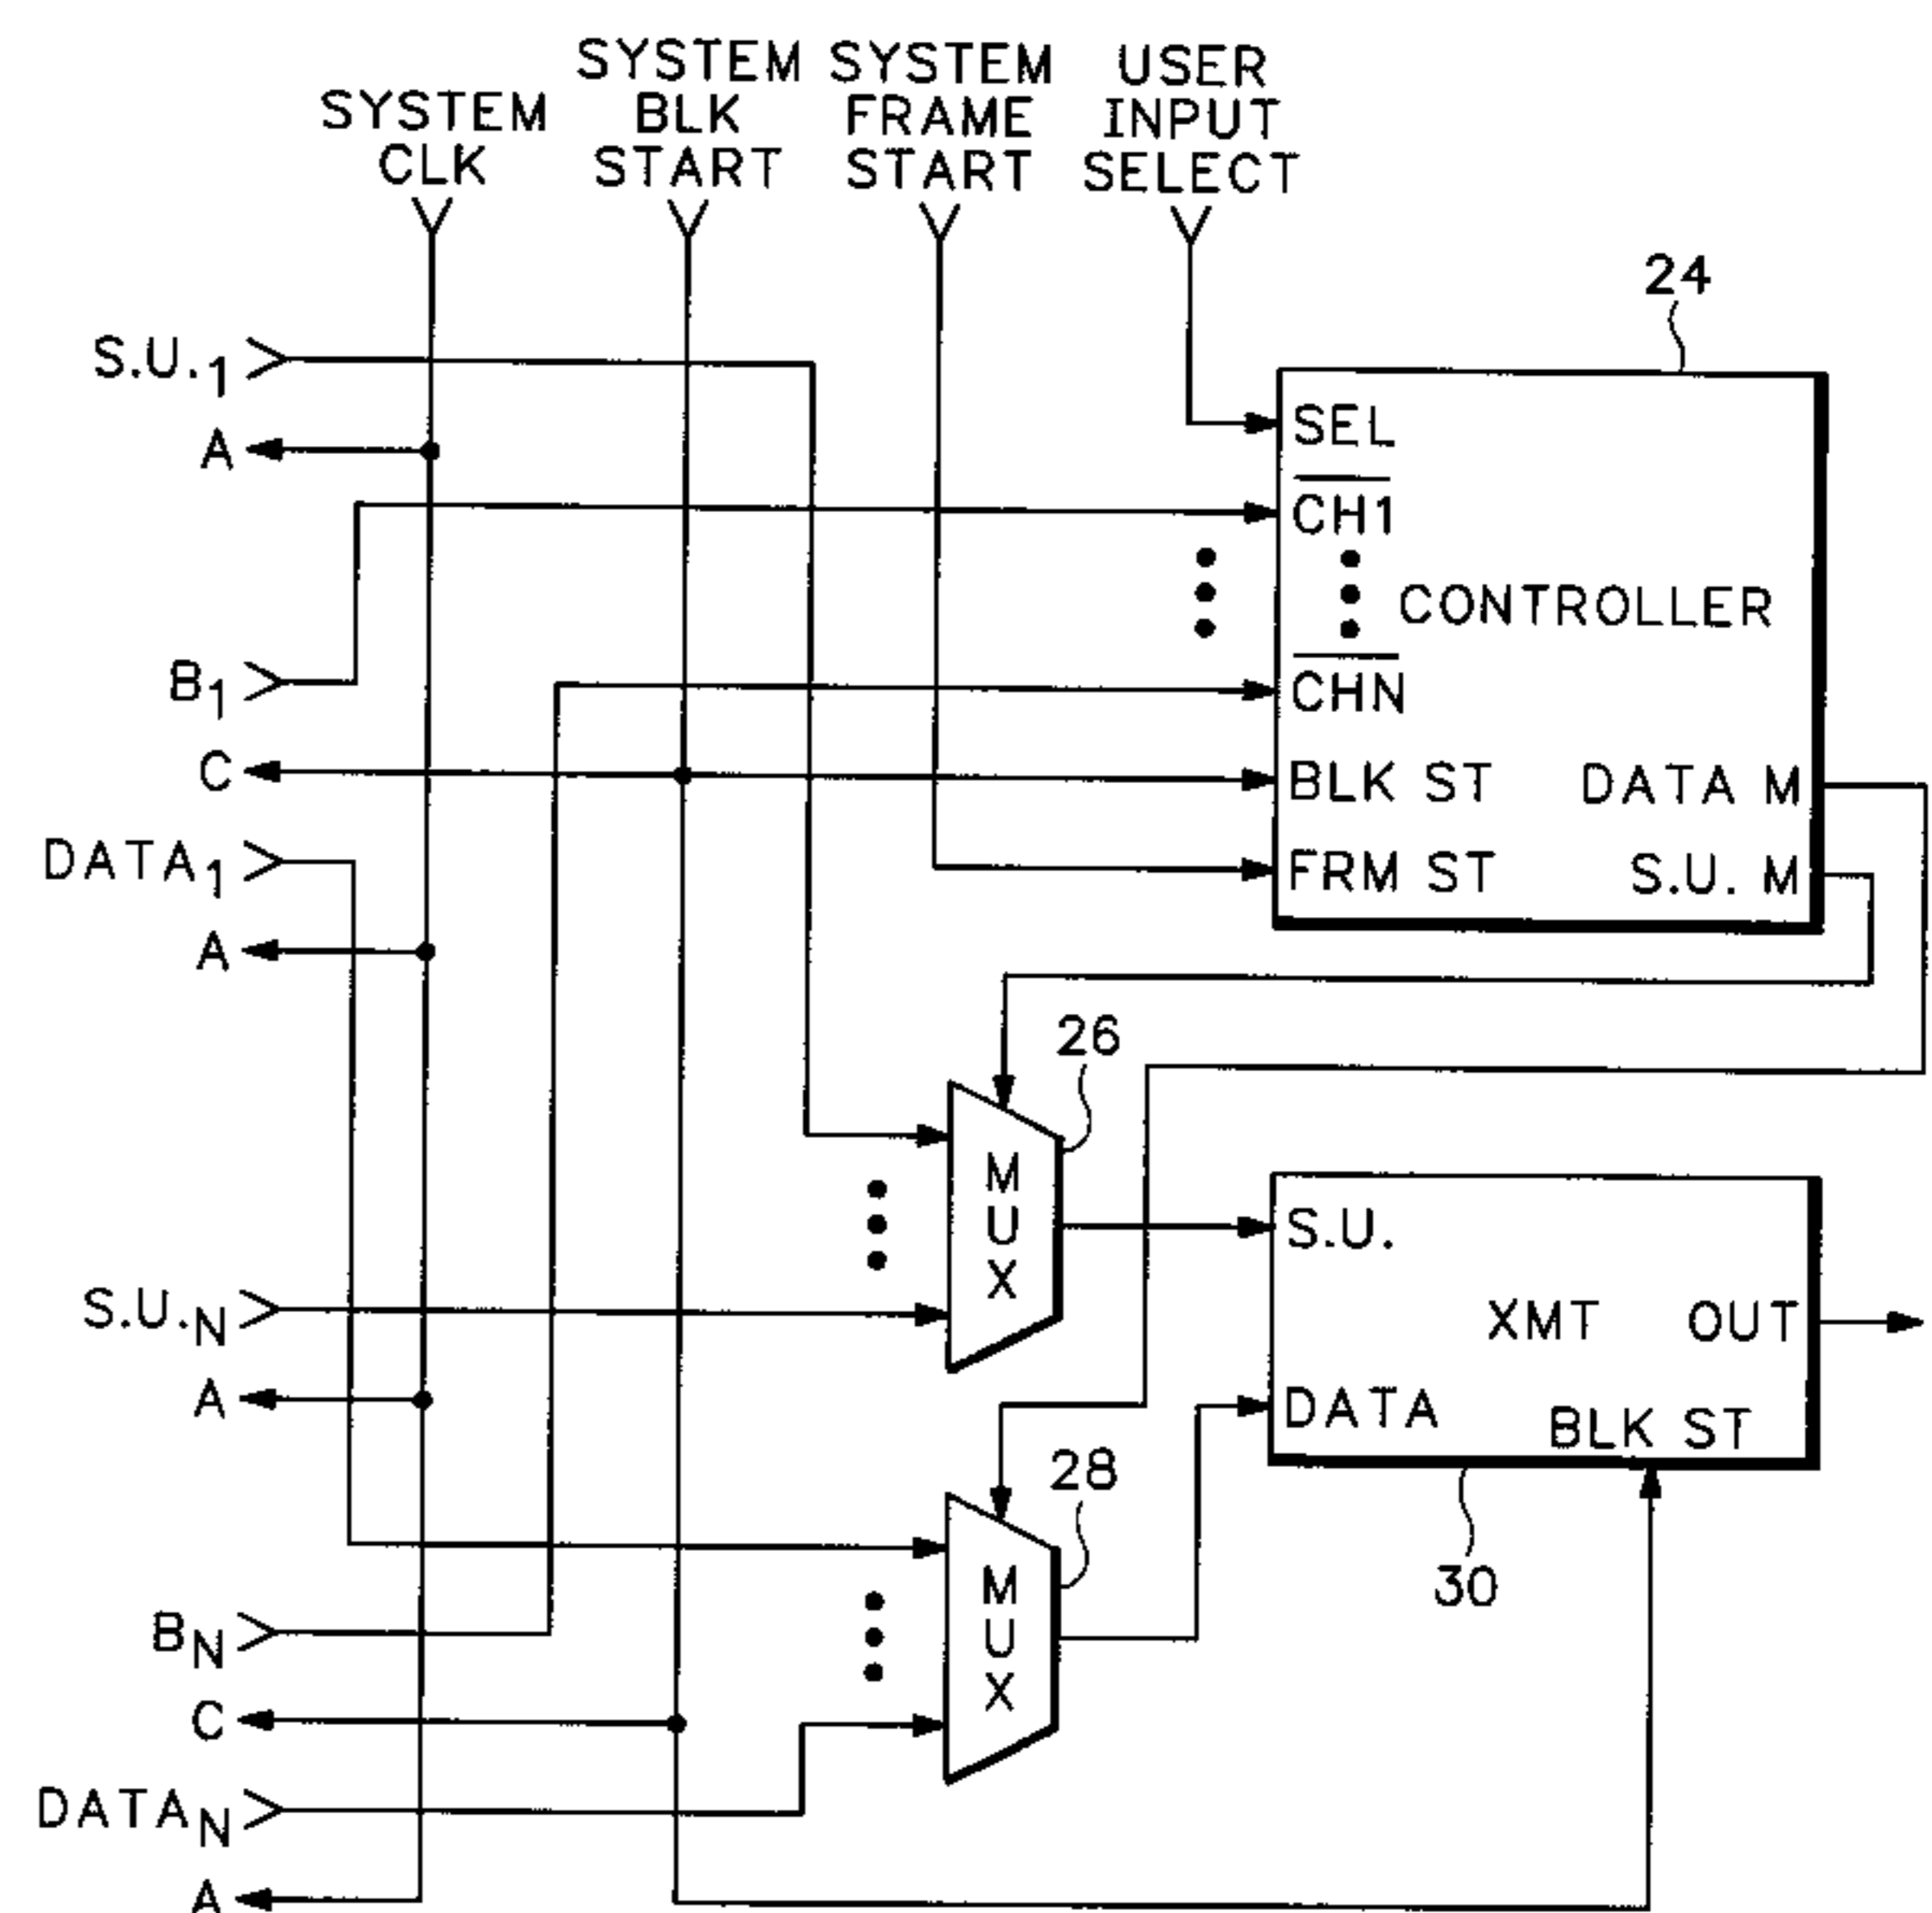 SYSTEM
CLK
SYSTEM
BLK
START
SYSTEM
FRAME
START
USER
INPUT
SELECT
24
S.U.1
A
B1
C
DATA1
A
S.U.N
A
BN
C
DATAN
A
SEL
CH1
CONTROLLER
CHN
BLK ST
DATA M
FRM ST
S.U. M
26
MUX
S.U.
XMT
OUT
DATA
BLK ST
28
MUX
30